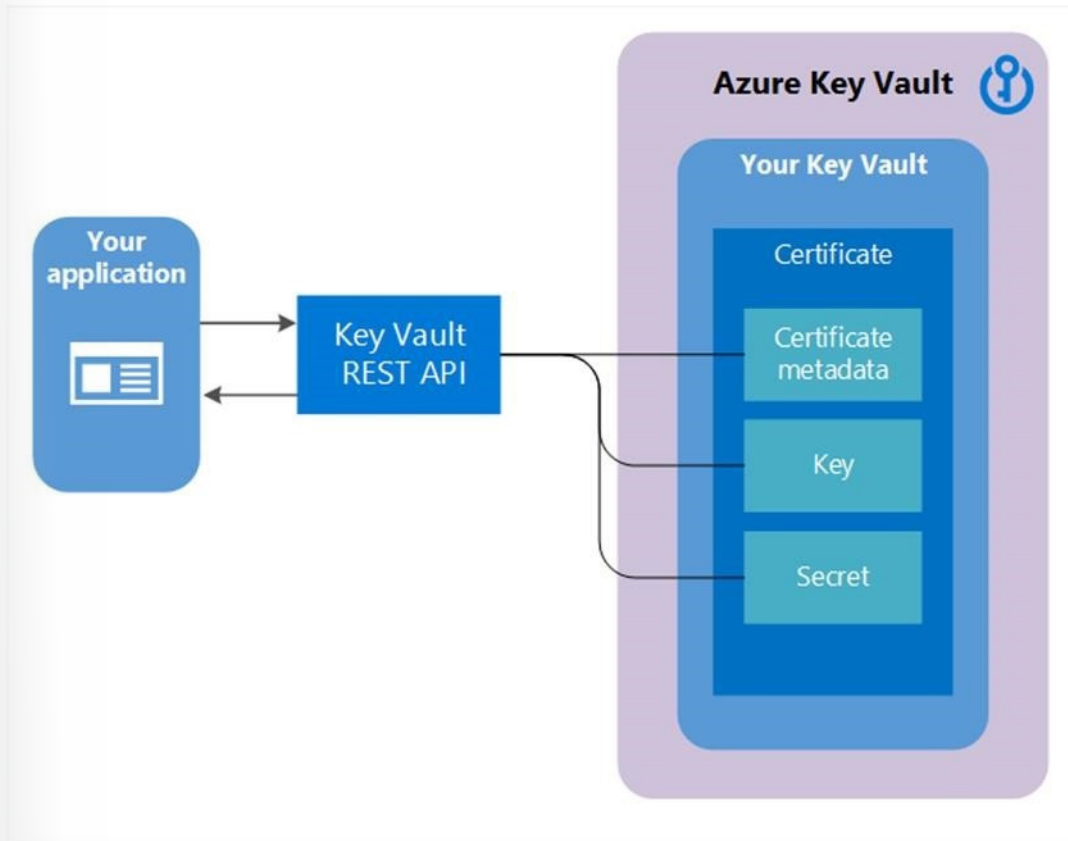 Azure Key Vault
Your Key Vault
Your
application
Key Vault
REST API
Certificate
Certificate
metadata
Key
Secret